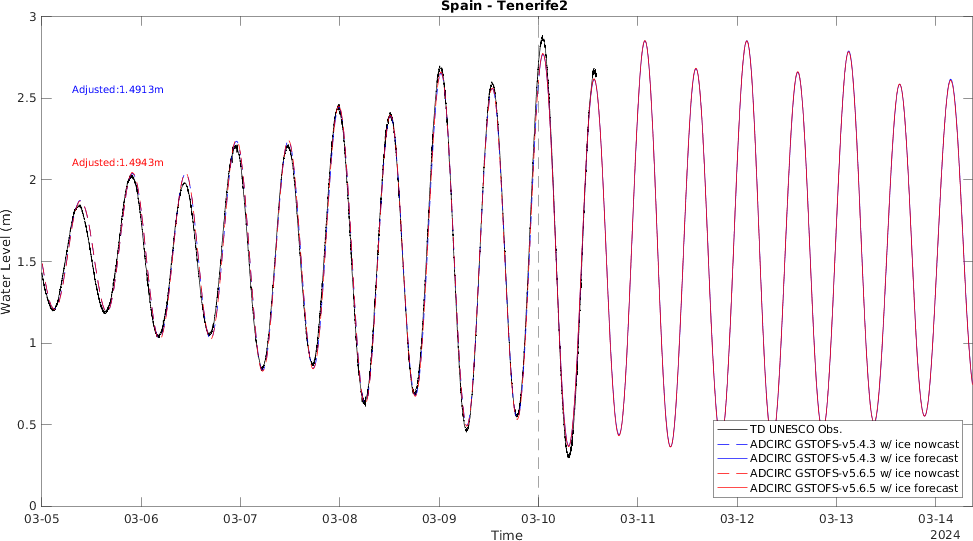 Spain - Tenerife2
3
2.5
2
1.5
1
0.5
0
Water Level (m)
Adjusted:1.4913m
Adjusted:1.4943m
TD UNESCO Obs.
ADCIRC GSTOFS-v5.4.3 w/ ice nowcast
ADCIRC GSTOFS-v5.4.3 w/ ice forecast
ADCIRC GSTOFS-v5.6.5 w/ ice nowcast
ADCIRC GSTOFS-v5.6.5 w/ ice forecast
03-05 03-06 03-07 03-08 03-09 03-10 03-11 03-12 03-13 03-14
Time
2024